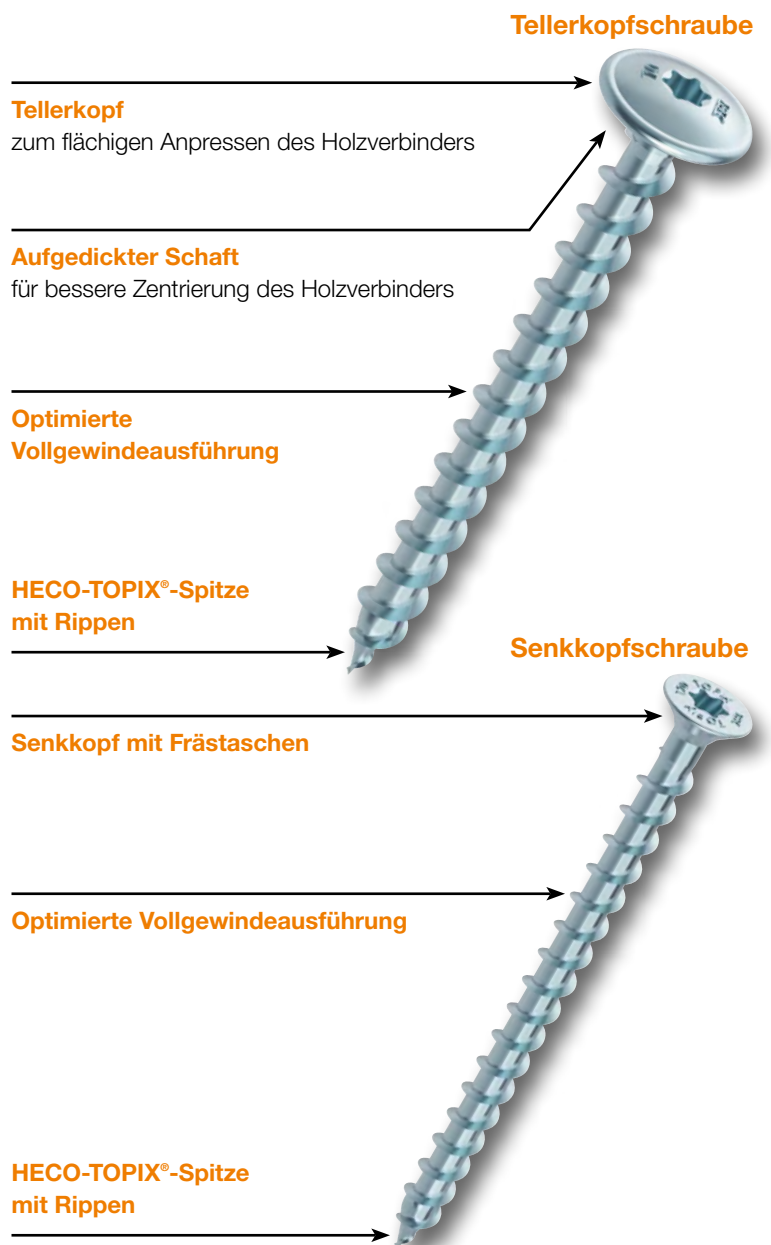 Tellerkopfschraube
Tellerkopf
zum flächigen Anpressen des Holzverbinders
Aufgedickter Schaft
für bessere Zentrierung des Holzverbinders
Optimierte
Vollgewindeausführung
HECO-TOPIX®-Spitze
mit Rippen
Senkkopfschraube
Senkkopf mit Frästaschen
Optimierte Vollgewindeausführung
HECO-TOPIX®-Spitze
mit Rippen